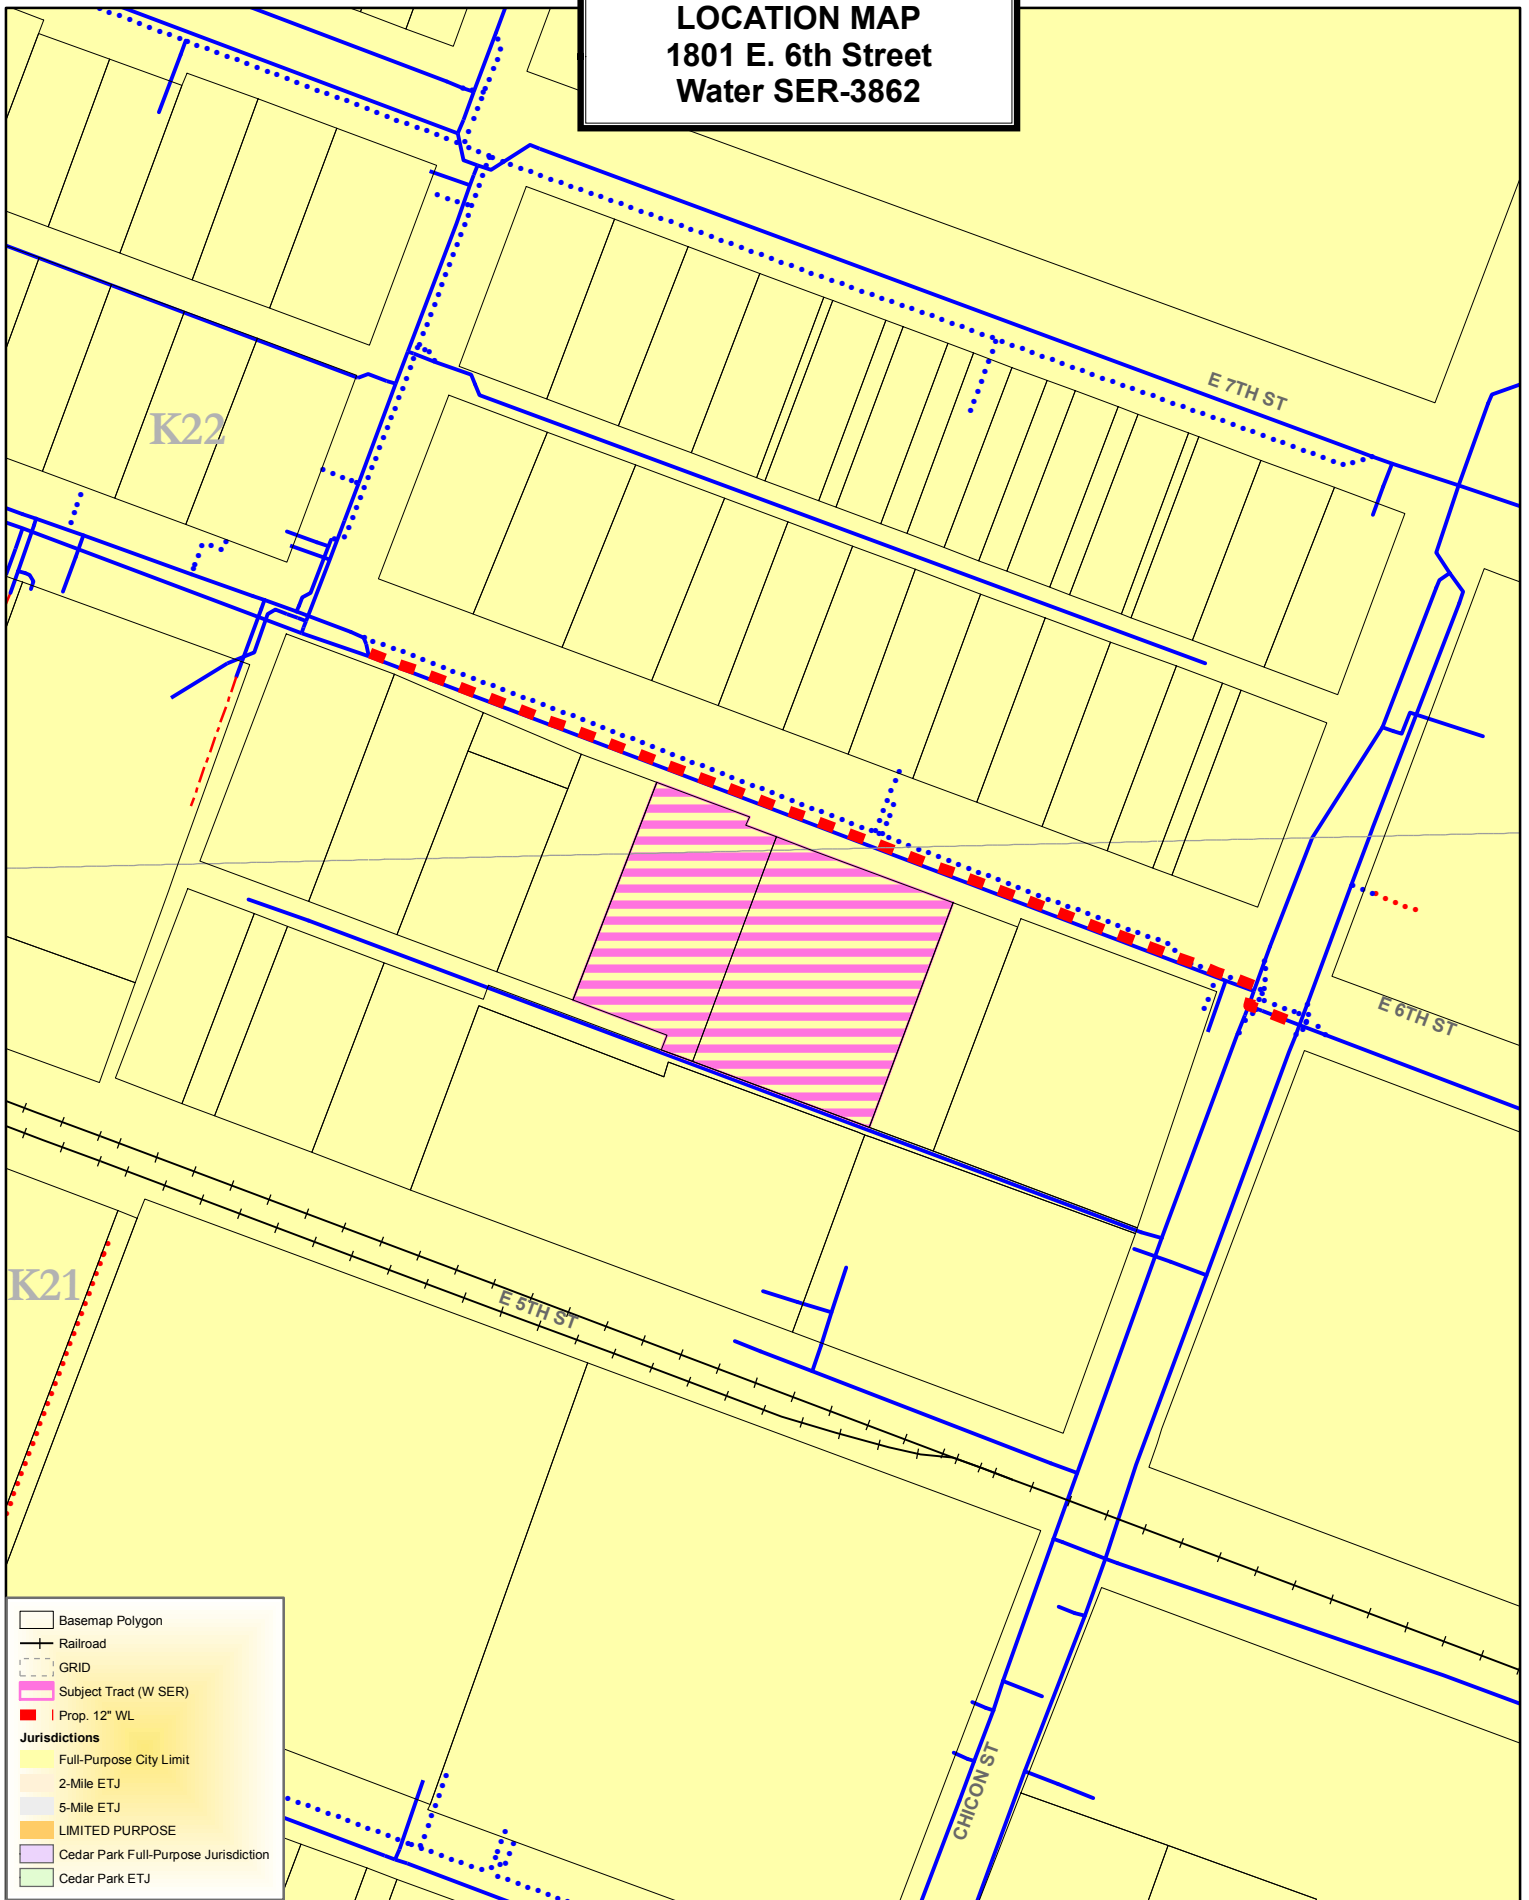 LOCATION MAP
1801 E. 6th Street
Water SER-3862
E 7TH ST
K22
E 6TH ST
K21
E 5TH ST
CHICON ST
Basemap Polygon
Railroad
GRID
Subject Tract (W SER)
Prop. 12" WL
Jurisdictions
Full-Purpose City Limit
2-Mile ETJ
5-Mile ETJ
LIMITED PURPOSE
Cedar Park Full-Purpose Jurisdiction
Cedar Park ETJ